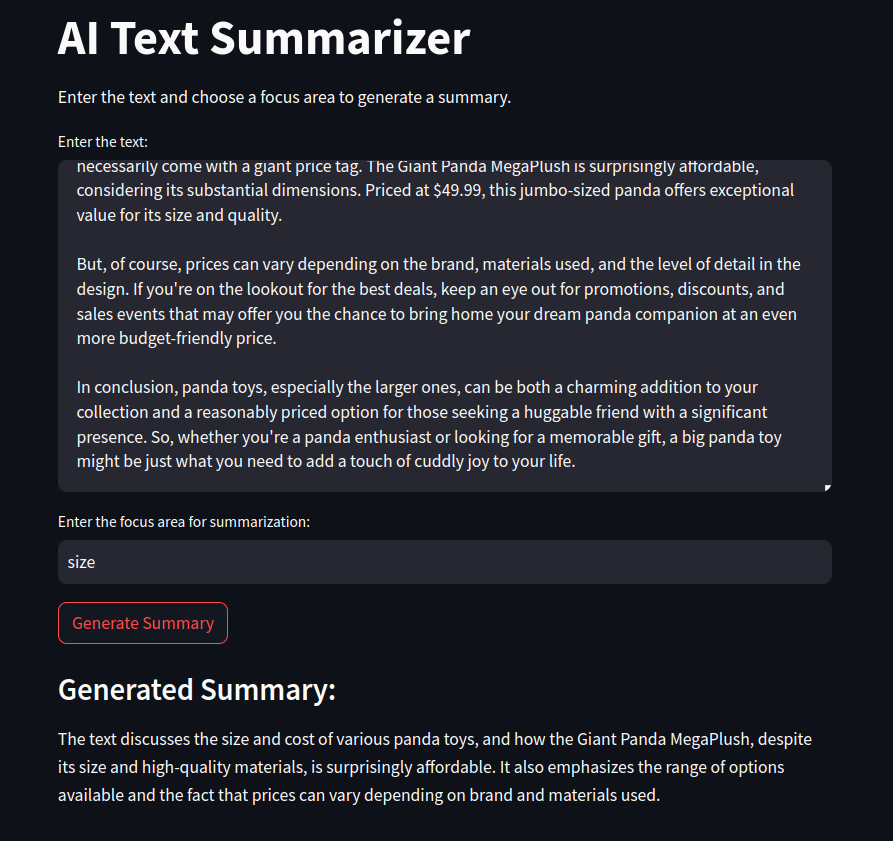 AI Text Summarizer
Enter the text and choose a focus area to generate a summary.
Enter the text:
necessarily come with a giant price tag. The Giant Panda MegaPlush is surprisingly affordable,
considering its substantial dimensions. Priced at $49.99, this jumbo-sized panda offers exceptional
value for its size and quality.
But, of course, prices can vary depending on the brand, materials used, and the level of detail in the
design. If you're on the lookout for the best deals, keep an eye out for promotions, discounts, and
sales events that may offer you the chance to bring home your dream panda companion at an even
more budget-friendly price.
In conclusion, panda toys, especially the larger ones, can be both a charming addition to your
collection and a reasonably priced option for those seeking a huggable friend with a significant
presence. So, whether you're a panda enthusiast or looking for a memorable gift, a big panda toy
might be just what you need to add a touch of cuddly joy to your life.
Enter the focus area for summarization:
size
Generate Summary
Generated Summary:
The text discusses the size and cost of various panda toys, and how the Giant Panda MegaPlush, despite
its size and high-quality materials, is surprisingly affordable. It also emphasizes the range of options
available and the fact that prices can vary depending on brand and materials used.